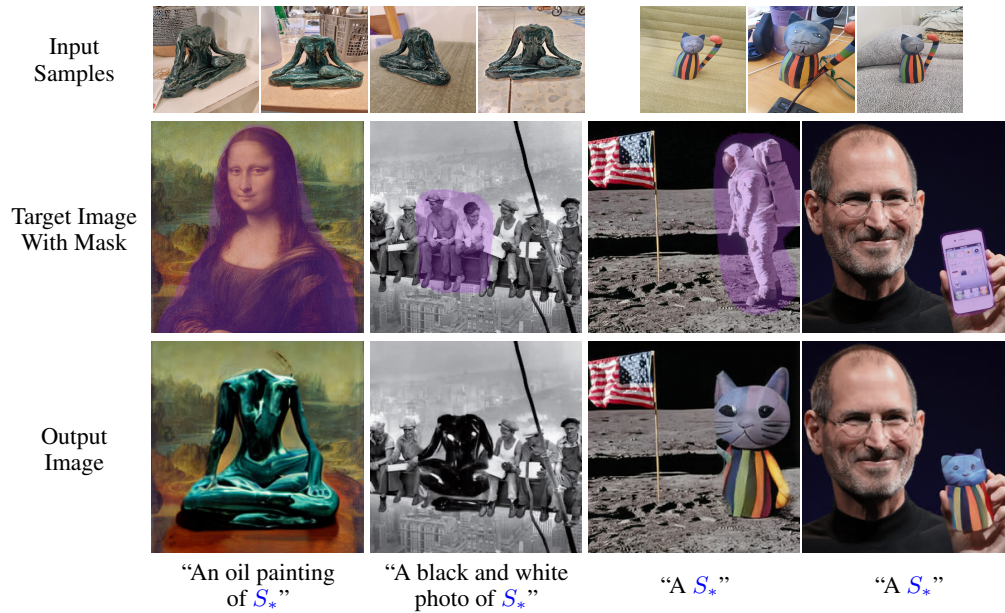 Input
Samples
Target Image
With Mask
Output
Image
“An oil painting
of S*”
“A black and white
photo of S*”
“A S*”
“A S*”